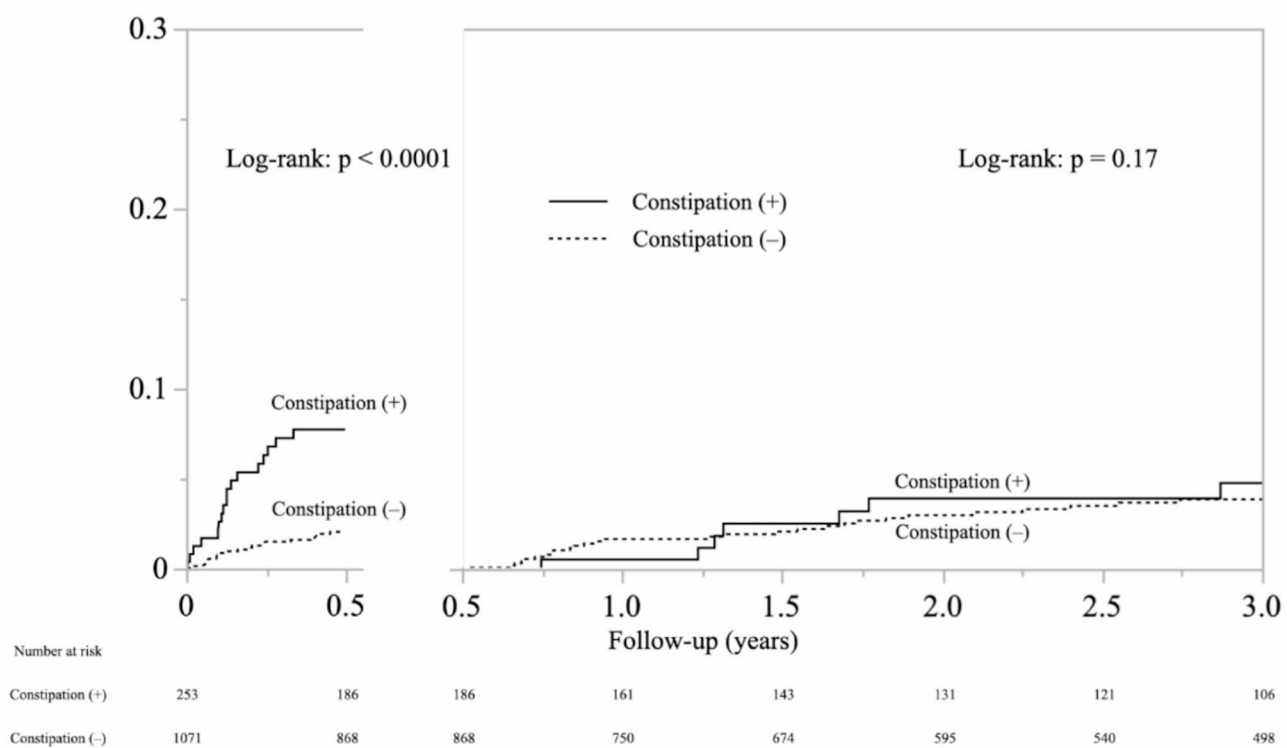 0.3
Log-rank: p < 0.0001
Log-rank: p = 0.17
0.2
Constipation (+)
Constipation (–)
0.1
Constipation (+)
Constipation (–)
Constipation (+)
Constipation (–)
0
0 0.5 0.5 1.0 1.5 2.0 2.5 3.0
Follow-up (years)
Number at risk
Constipation (+) 253 186 186 161 143 131 121 106
Constipation (–) 1071 868 868 750 674 595 540 498